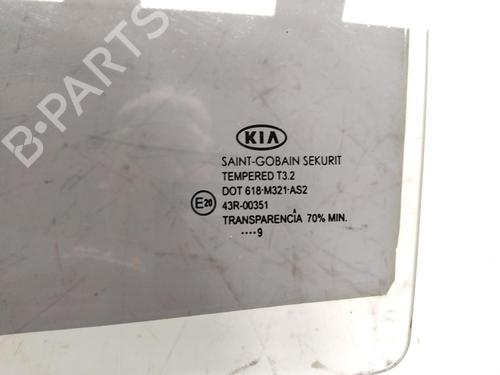 B-PARTS
KIA
SAINT-GOBAIN SEKURIT
TEMPERED T3.2
DOT 618·M321·AS2
E20 43R-00351
TRANSPARENCIA 70% MIN.
....9